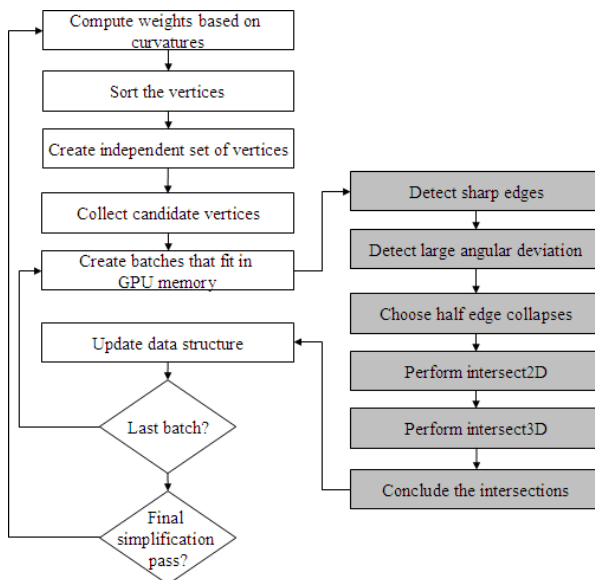 Compute weights based on
curvatures
Sort the vertices
Create independent set of vertices
Collect candidate vertices
Create batches that fit in
GPU memory
Update data structure
Last batch?
Final
simplification
pass?
Detect sharp edges
Detect large angular deviation
Choose half edge collapses
Perform intersect2D
Perform intersect3D
Conclude the intersections